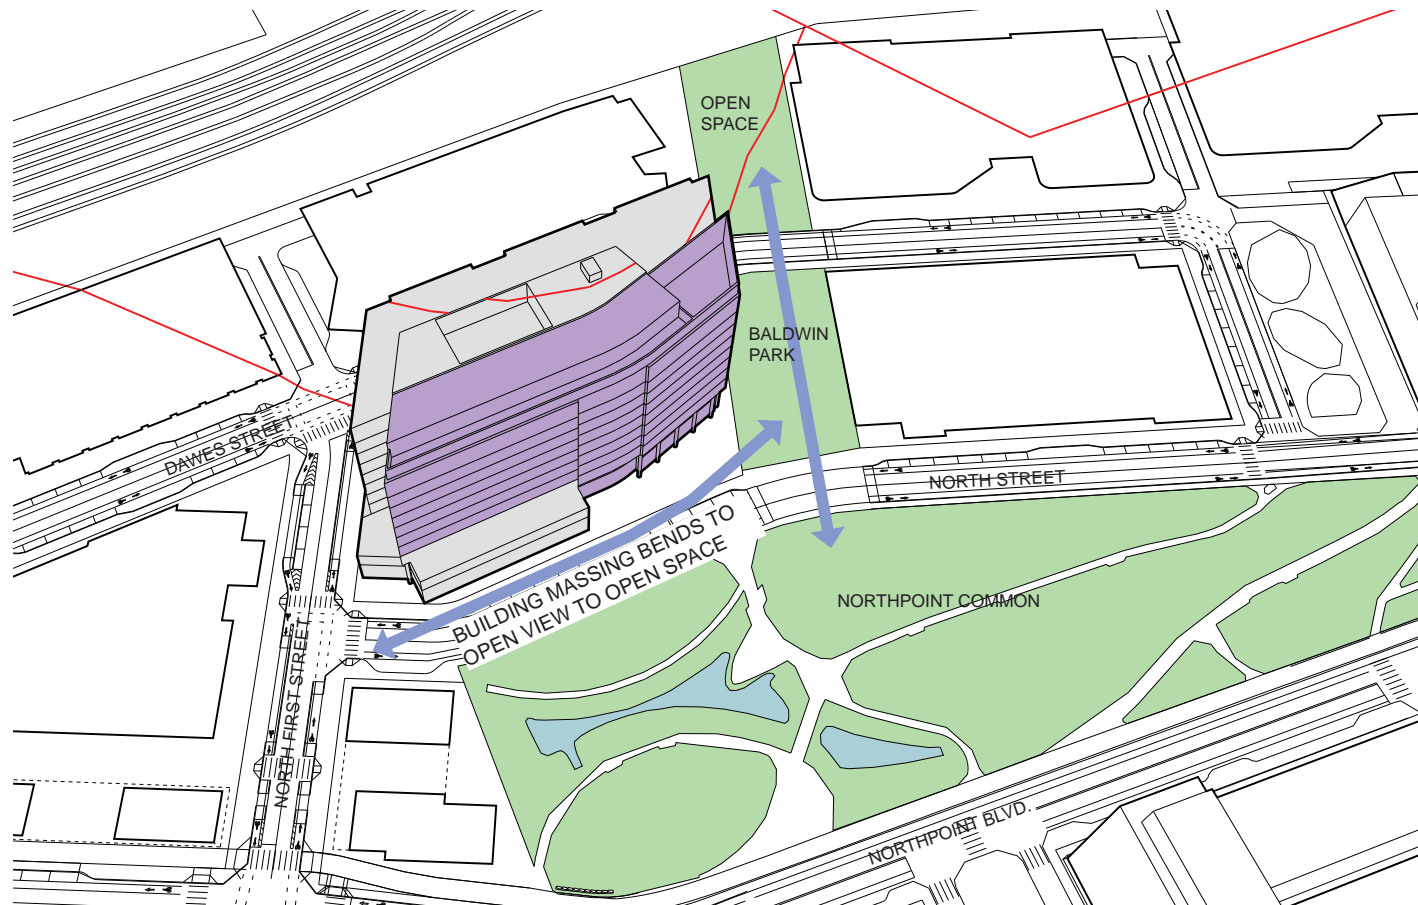 OPEN
SPACE
BALDWIN
PARK
DAWES STREET
NORTH STREET
BUILDING MASSING BENDS TO
OPEN VIEW TO OPEN SPACE
NORTHPOINT COMMON
NORTH FIRST STREET
NORTHPOINT BLVD.